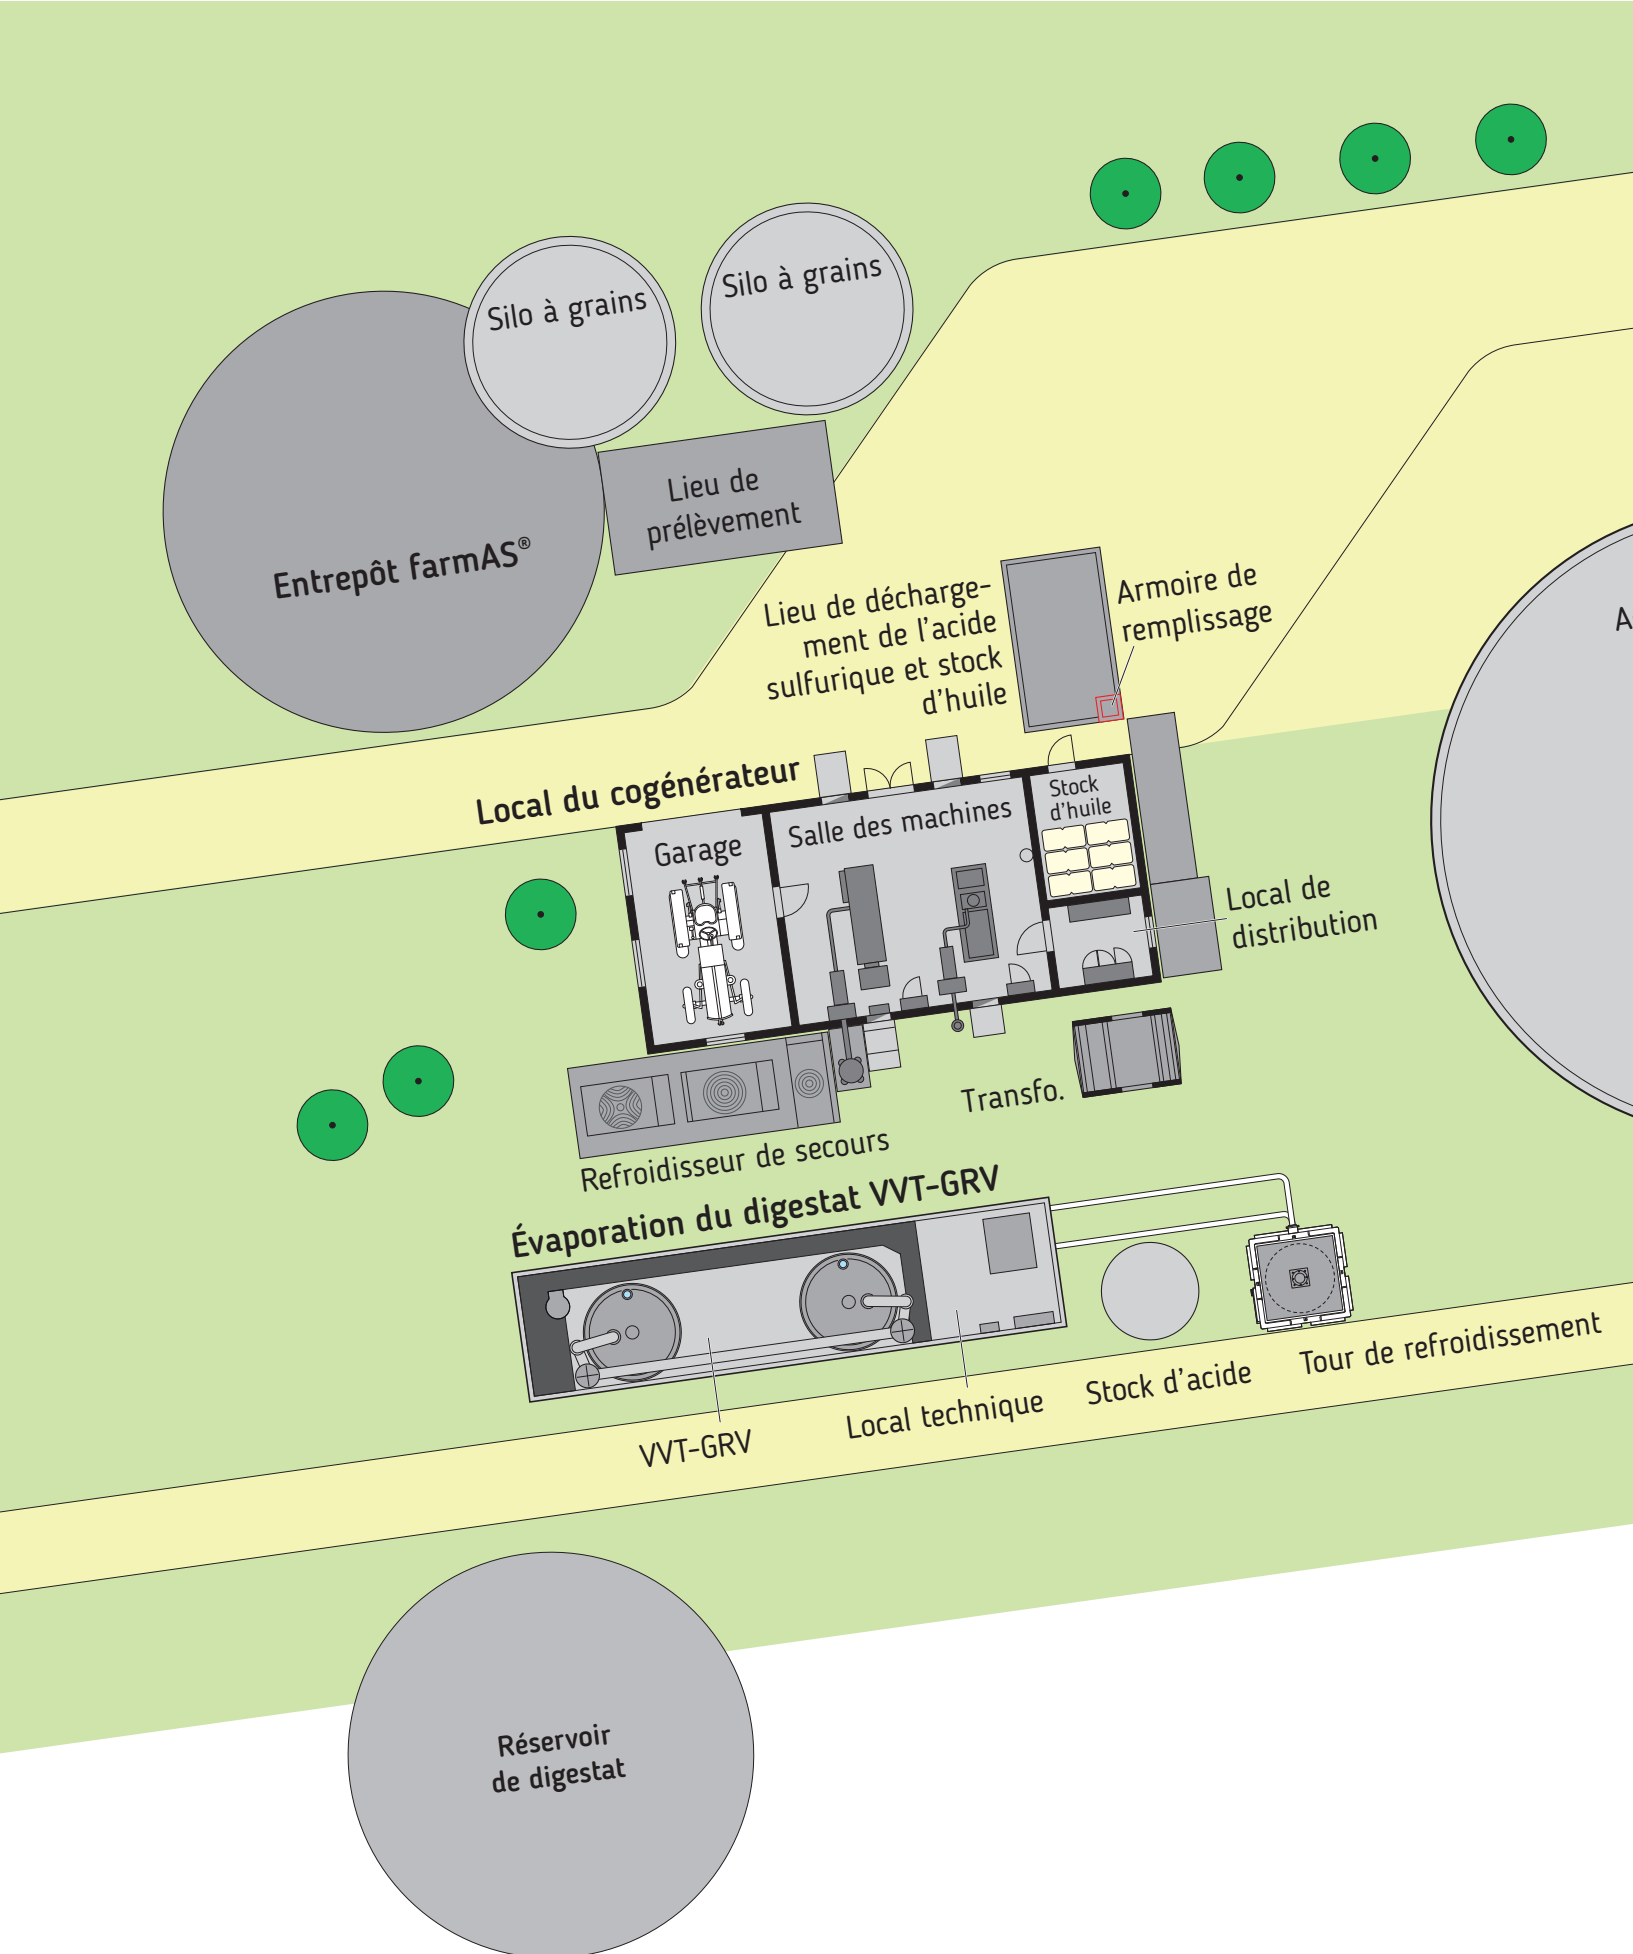 Silo à grains
Silo à grains
Lieu de
prélèvement
Entrepôt farmAS®
Lieu de décharge-
ment de l'acide
sulfurique et stock
d'huile
Armoire de
remplissage
A
Local du cogénérateur
Garage
Salle des machines
Stock
d'huile
Local de
distribution
Transfo.
Refroidisseur de secours
Évaporation du digestat VVT-GRV
VVT-GRV
Local technique
Stock d'acide
Tour de refroidissement
Réservoir
de digestat